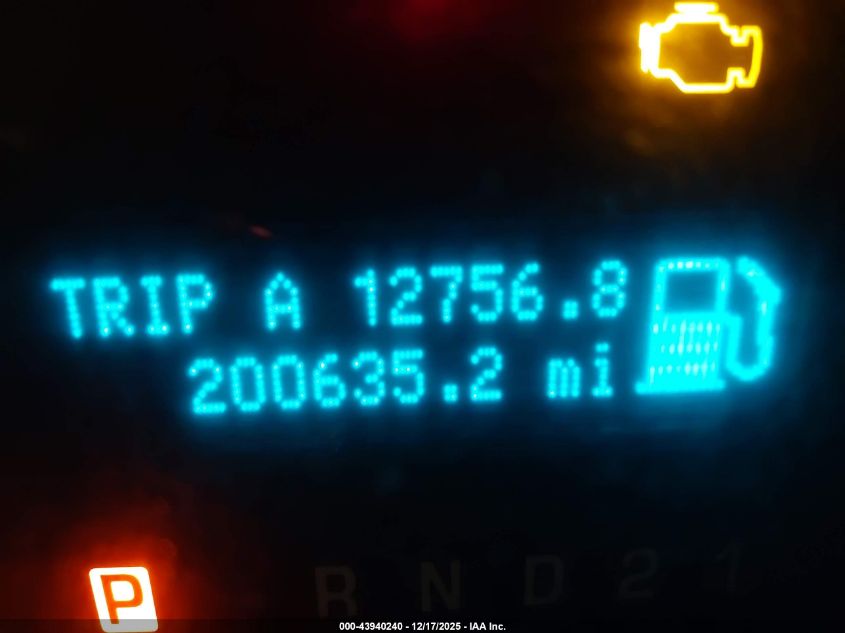 TRIP A 12756.8
200635.2 mi
P R N D 2 1
000-43940240 - 12/17/2025 - IAA Inc.